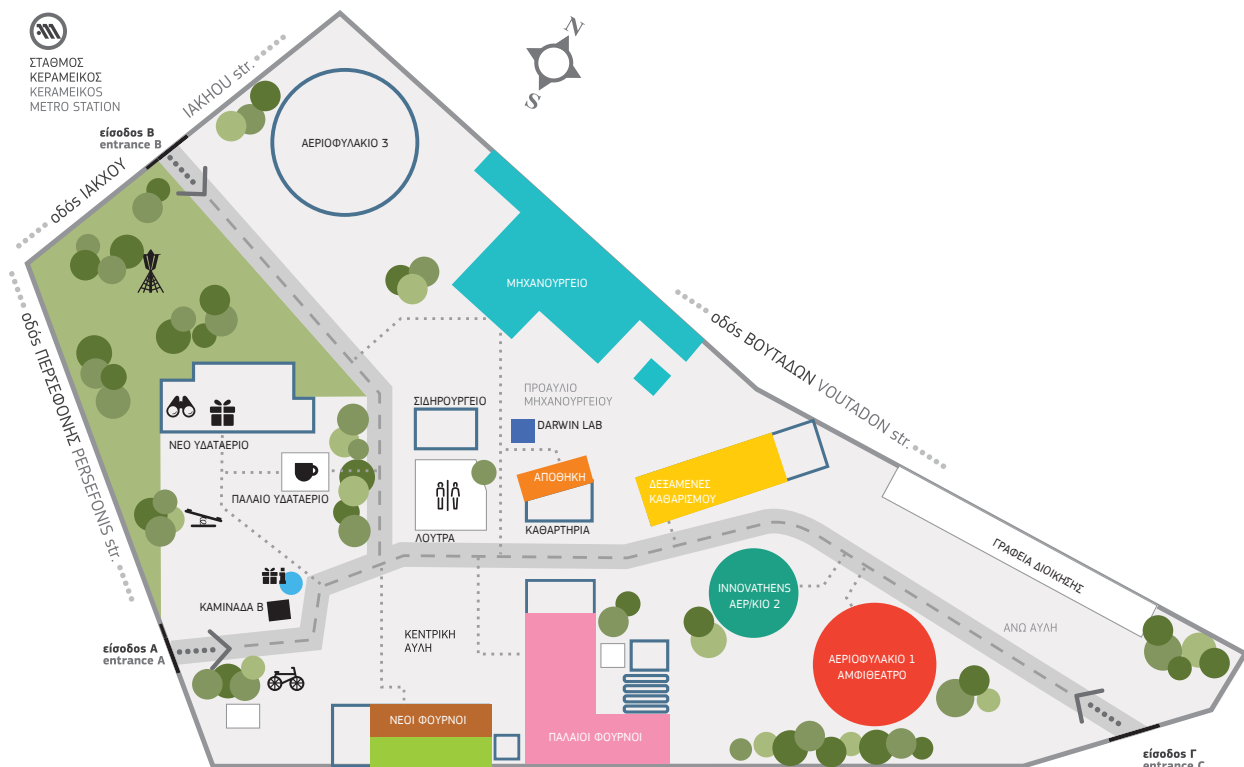 ΣΤΑΘΜΟΣ
ΚΕΡΑΜΕΙΚΟΣ
KERAMEIKOS
METRO STATION
N
S
IAKHOU str.
είσοδος Β
entrance B
οδός ΙΑΚΧΟΥ
ΑΕΡΙΟΦΥΛΑΚΙΟ 3
ΜΗΧΑΝΟΥΡΓΕΙΟ
οδός ΒΟΥΤΑΔΩΝ VOUTADON str.
οδός ΠΕΡΣΕΦΟΝΗΣ PERSEFONIS str.
ΠΡΟΑΥΛΙΟ
ΜΗΧΑΝΟΥΡΓΕΙΟΥ
ΣΙΔΗΡΟΥΡΓΕΙΟ
DARWIN LAB
ΝΕΟ ΥΔΑΤΑΕΡΙΟ
ΑΠΟΘΗΚΗ
ΔΕΞΑΜΕΝΕΣ
ΚΑΘΑΡΙΣΜΟΥ
ΠΑΛΑΙΟ ΥΔΑΤΑΕΡΙΟ
ΛΟΥΤΡΑ
ΚΑΘΑΡΤΗΡΙΑ
ΓΡΑΦΕΙΑ ΔΙΟΙΚΗΣΗΣ
INNOVATHENS
ΑΕΡ/ΚΙΟ 2
ΚΑΜΙΝΑΔΑ Β
ΚΕΝΤΡΙΚΗ
ΑΥΛΗ
ΑΝΩ ΑΥΛΗ
είσοδος Α
entrance A
ΑΕΡΙΟΦΥΛΑΚΙΟ 1
ΑΜΦΙΘΕΑΤΡΟ
ΝΕΟΙ ΦΟΥΡΝΟΙ
ΠΑΛΑΙΟΙ ΦΟΥΡΝΟΙ
είσοδος Γ
entrance C